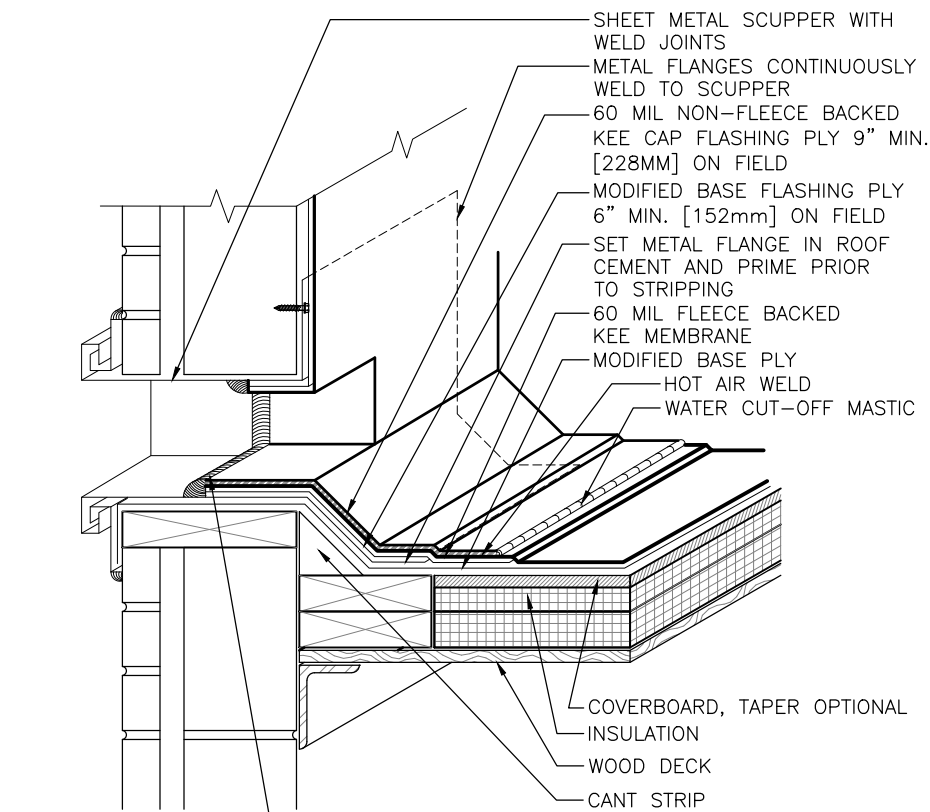 SHEET METAL SCUPPER WITH
WELD JOINTS
METAL FLANGES CONTINUOUSLY
WELD TO SCUPPER
60 MIL NON-FLEECE BACKED
KEE CAP FLASHING PLY 9" MIN.
[228MM] ON FIELD
MODIFIED BASE FLASHING PLY
6" MIN. [152mm] ON FIELD
SET METAL FLANGE IN ROOF
CEMENT AND PRIME PRIOR
TO STRIPPING
60 MIL FLEECE BACKED
KEE MEMBRANE
MODIFIED BASE PLY
HOT AIR WELD
WATER CUT-OFF MASTIC
COVERBOARD, TAPER OPTIONAL
INSULATION
WOOD DECK
CANT STRIP